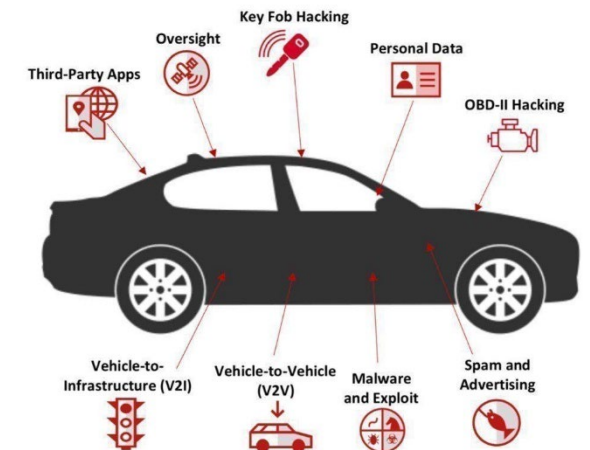 Key Fob Hacking
Oversight
Personal Data
Third-Party Apps
OBD-II Hacking
Vehicle-to-
Infrastructure (V2I)
Vehicle-to-Vehicle
(V2V)
Malware
and Exploit
Spam and
Advertising